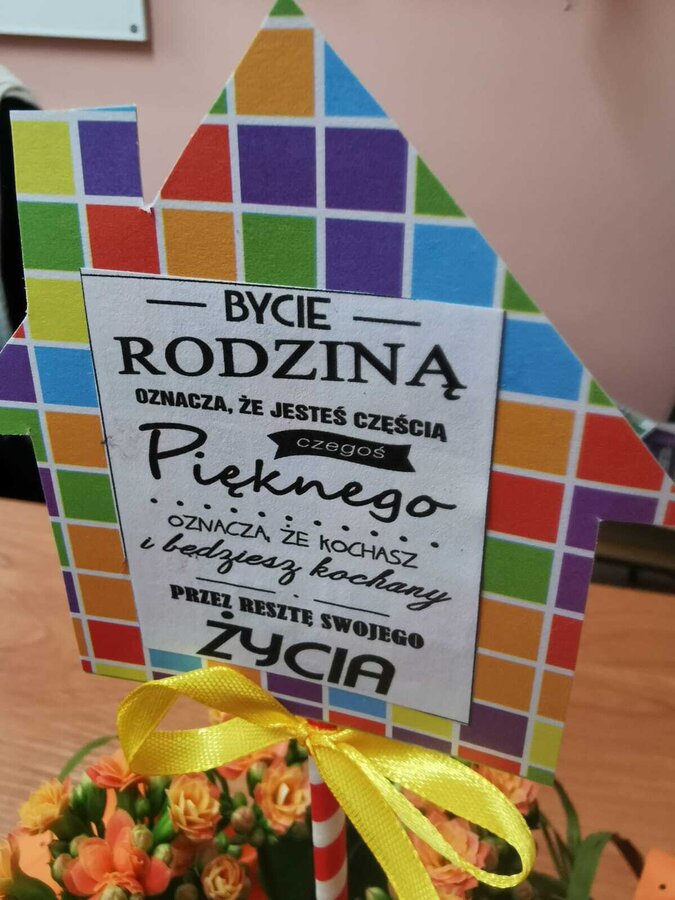 BYCIE
RODZINĄ
OZNACZA, ŻE JESTEŚ CZĘŚCIĄ
czegoś
Pięknego
OZNACZA, ŻE KOCHASZ
i będziesz kochany
PRZEZ RESZTĘ SWOJEGO
ŻYCIA